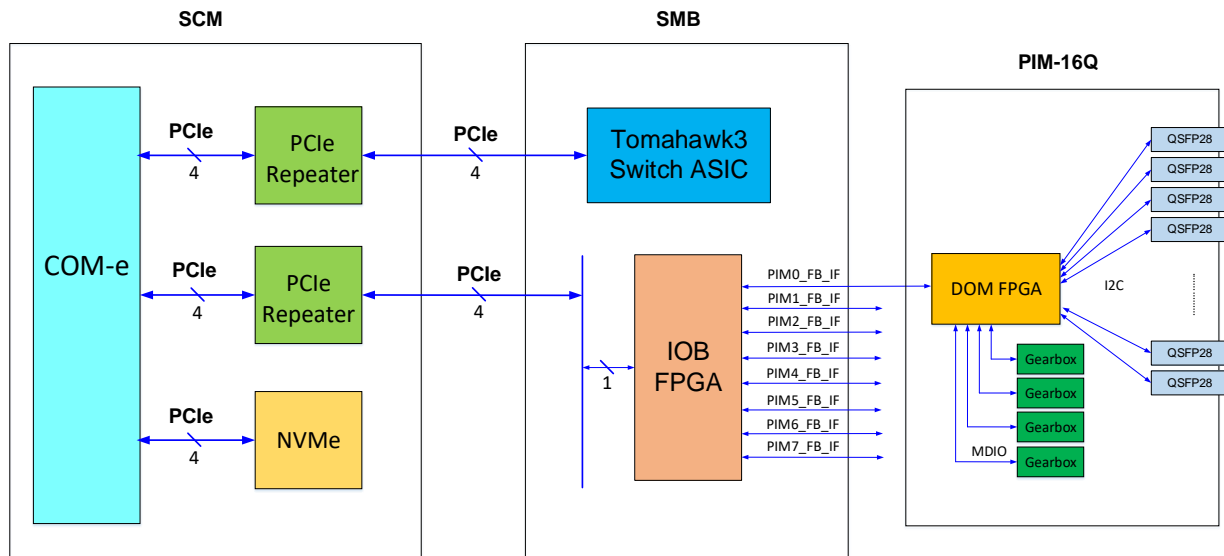 SCM
SMB
PIM-16Q
COM-e
PCIe
4
PCIe
Repeater
PCIe
4
Tomahawk3
Switch ASIC
PCIe
4
PCIe
Repeater
PCIe
4
1
IOB
FPGA
PCIe
4
NVMe
PIM0_FB_IF
PIM1_FB_IF
PIM2_FB_IF
PIM3_FB_IF
PIM4_FB_IF
PIM5_FB_IF
PIM6_FB_IF
PIM7_FB_IF
DOM FPGA
I2C
QSFP28
QSFP28
QSFP28
QSFP28
QSFP28
QSFP28
Gearbox
Gearbox
Gearbox
Gearbox
MDIO